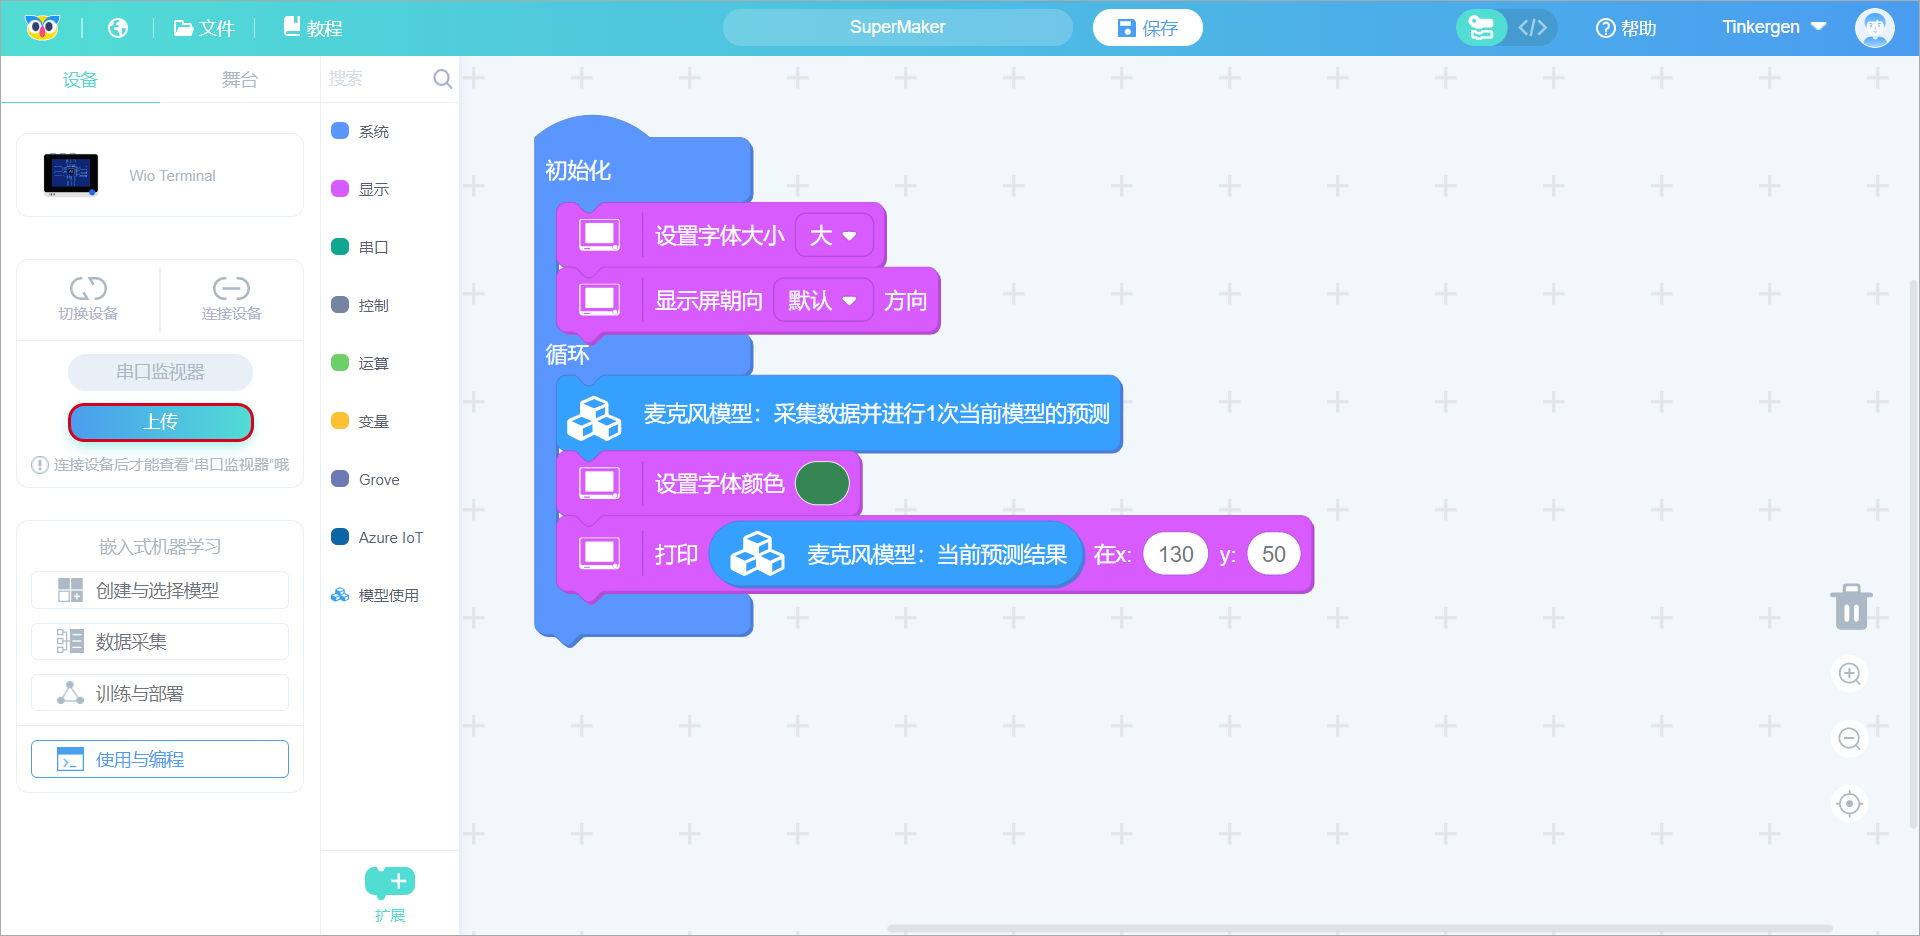 文件
教程
SuperMaker
保存
帮助
Tinkergen
设备
舞台
搜索
Wio Terminal
切换设备
连接设备
串口监视器
上传
连接设备后才能查看“串口监视器”哦
嵌入式机器学习
创建与选择模型
数据采集
训练与部署
使用与编程
系统
显示
串口
控制
运算
变量
Grove
Azure IoT
模型使用
扩展
初始化
设置字体大小 大
显示屏朝向 默认 方向
循环
麦克风模型：采集数据并进行1次当前模型的预测
设置字体颜色
打印 麦克风模型：当前预测结果 在x: 130 y: 50